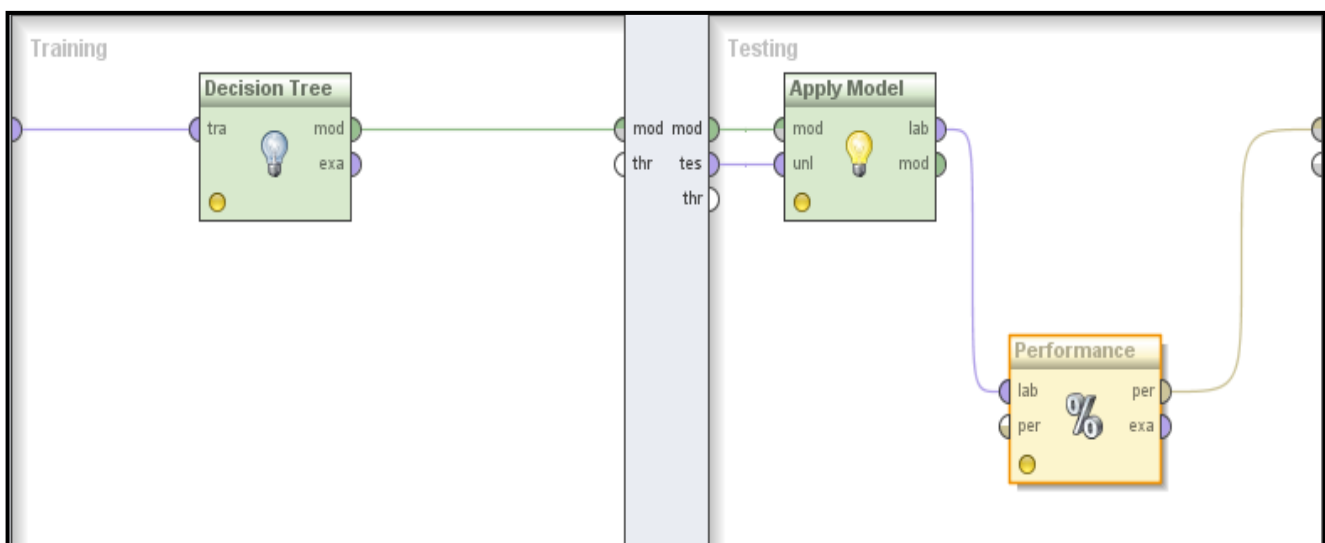 Training
Decision Tree
tra mod
exa
mod mod
thr tes
thr
Testing
Apply Model
mod lab
unl mod
Performance
lab per
per exa
%